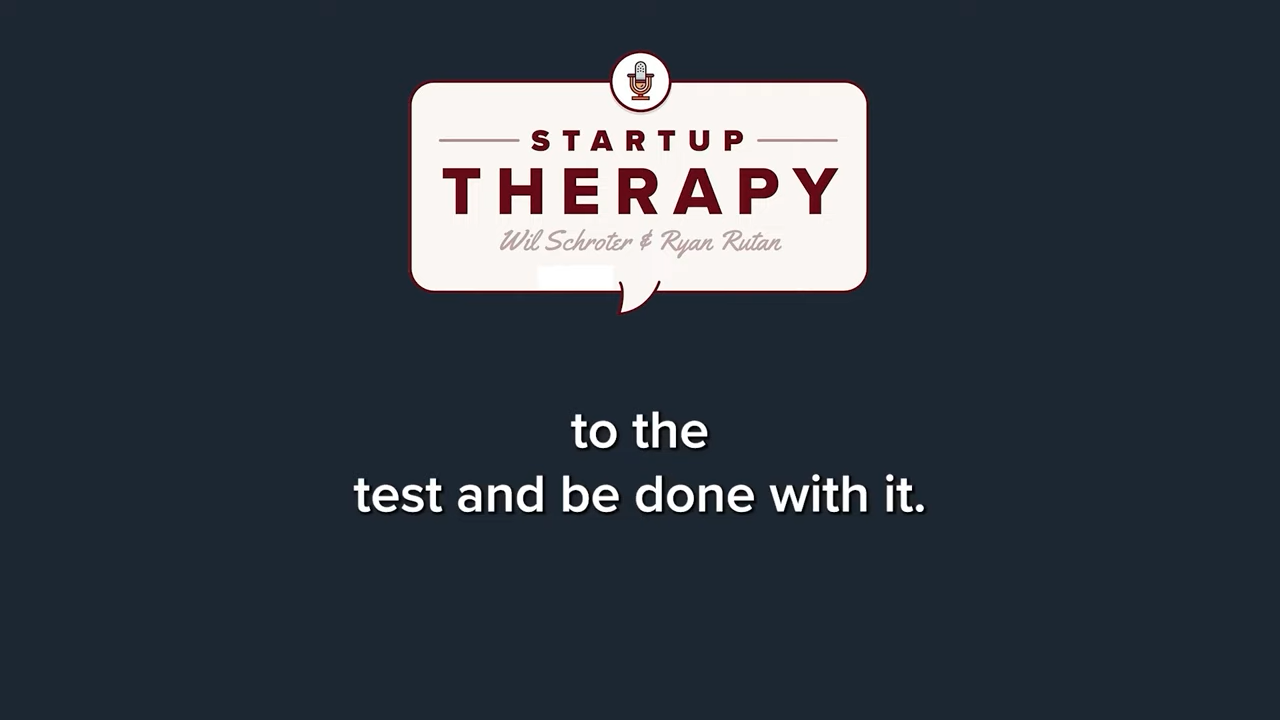 STARTUP
THERAPY
Wil Schroter & Ryan Rutan
to the
test and be done with it.